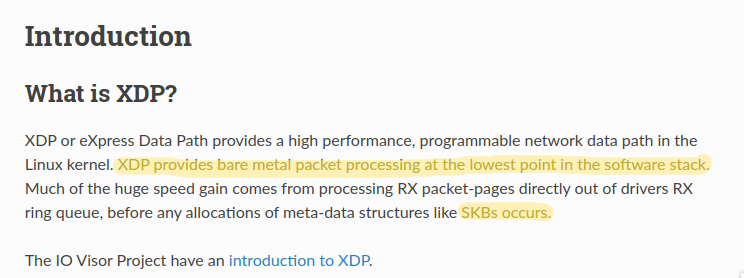 Introduction
What is XDP?
XDP or eXpress Data Path provides a high performance, programmable network data path in the
Linux kernel. XDP provides bare metal packet processing at the lowest point in the software stack.
Much of the huge speed gain comes from processing RX packet-pages directly out of drivers RX
ring queue, before any allocations of meta-data structures like SKBs occurs.
The IO Visor Project have an introduction to XDP.